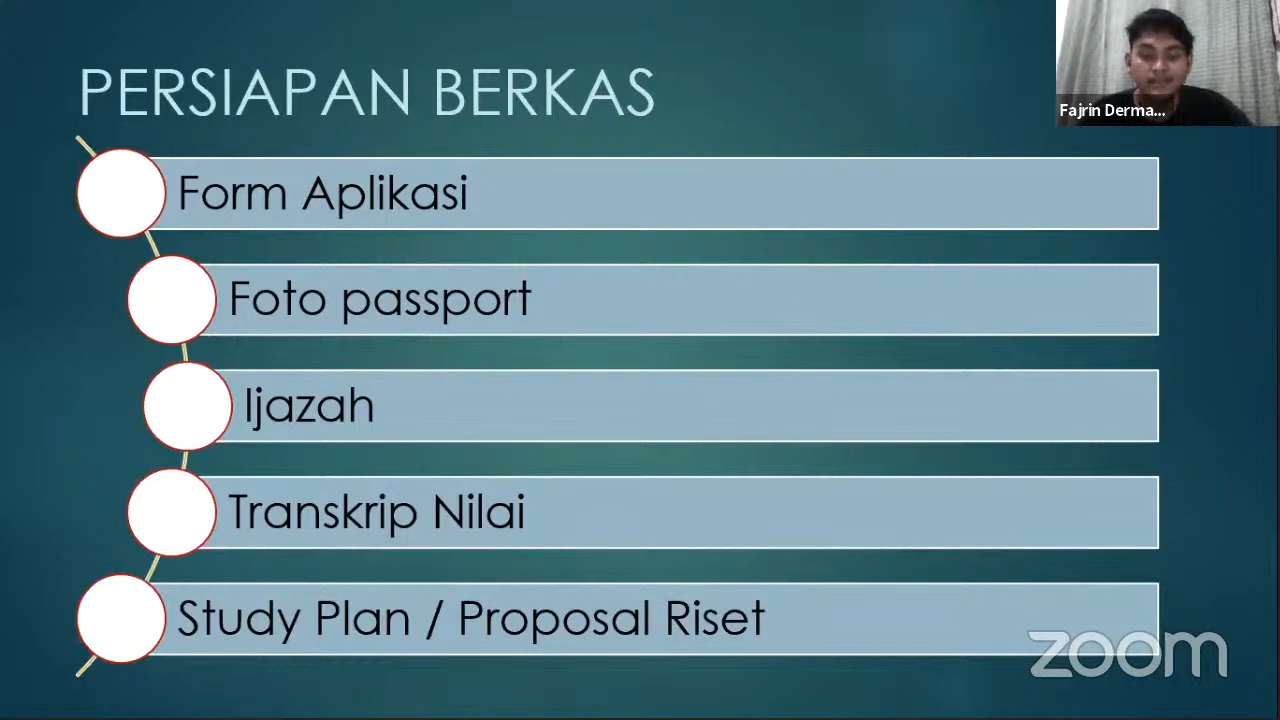 PERSIAPAN BERKAS
Fajrin Derma...
Form Aplikasi
Foto passport
Ijazah
Transkrip Nilai
Study Plan / Proposal Riset
zoom